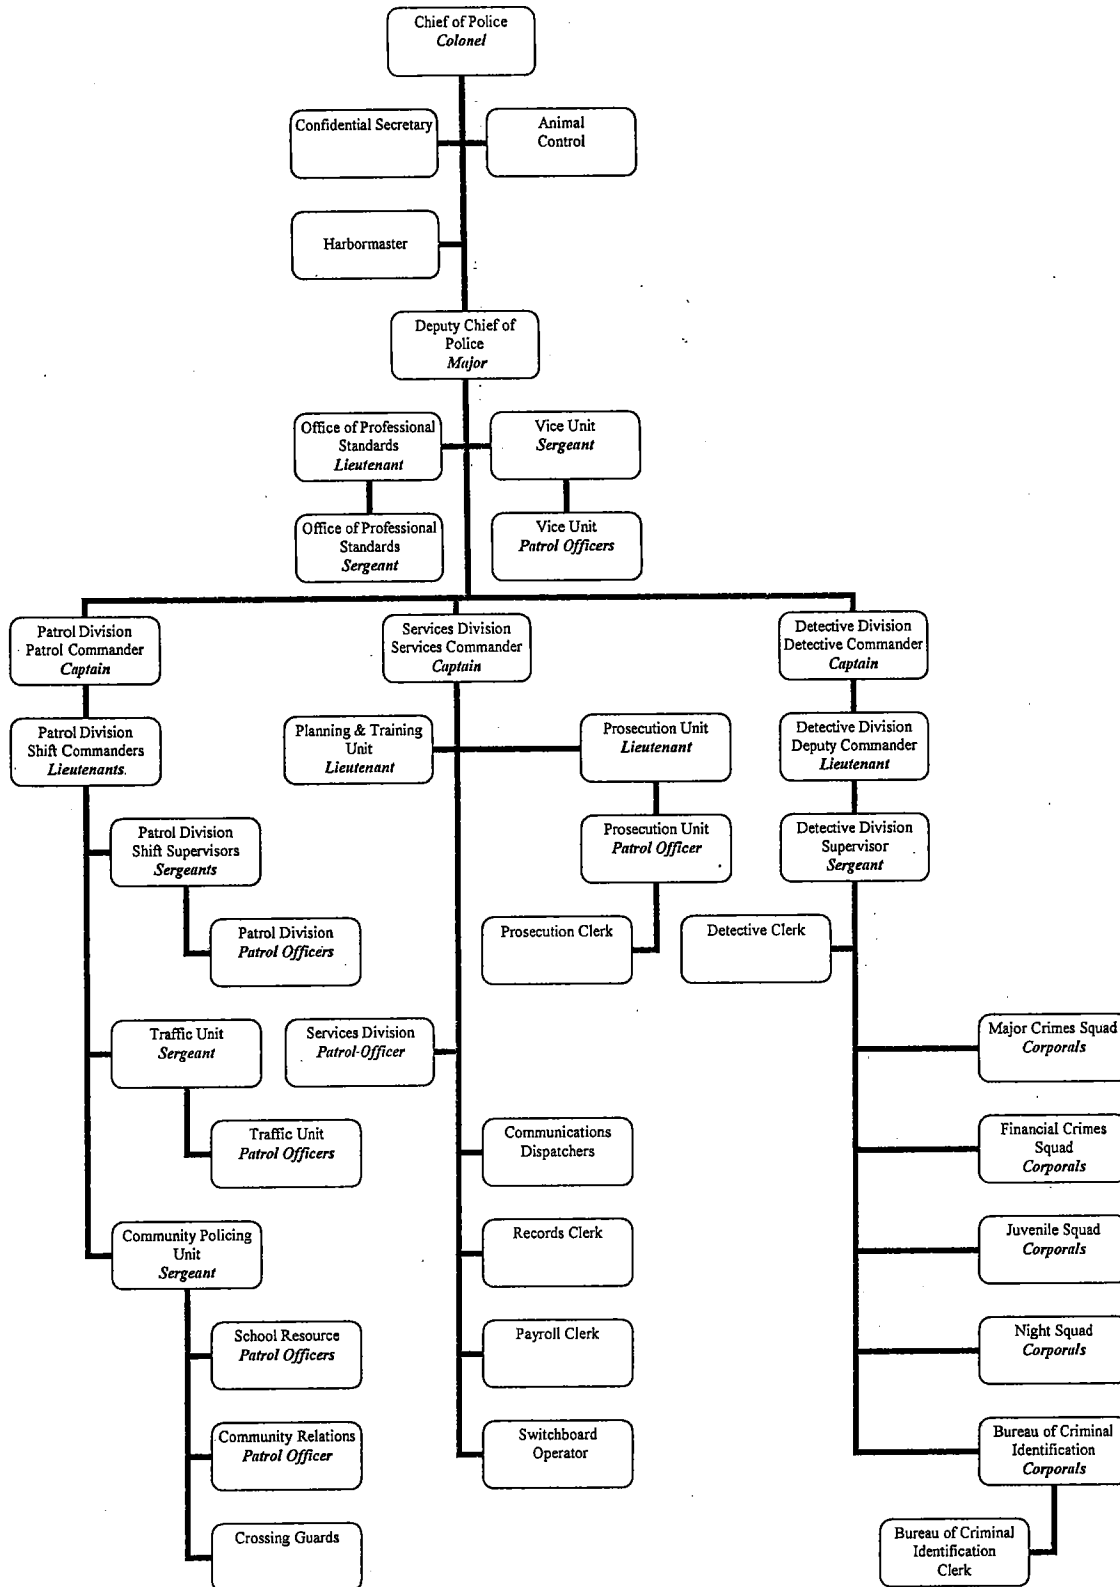 Chief of Police
Colonel
Confidential Secretary
Animal
Control
Harbormaster
Deputy Chief of
Police
Major
Office of Professional
Standards
Lieutenant
Vice Unit
Sergeant
Office of Professional
Standards
Sergeant
Vice Unit
Patrol Officers
Patrol Division
Patrol Commander
Captain
Services Division
Services Commander
Captain
Detective Division
Detective Commander
Captain
Patrol Division
Shift Commanders
Lieutenants.
Planning & Training
Unit
Lieutenant
Prosecution Unit
Lieutenant
Detective Division
Deputy Commander
Lieutenant
Patrol Division
Shift Supervisors
Sergeants
Prosecution Unit
Patrol Officer
Detective Division
Supervisor
Sergeant
Patrol Division
Patrol Officers
Prosecution Clerk
Detective Clerk
Traffic Unit
Sergeant
Services Division
Patrol-Officer
Major Crimes Squad
Corporals
Traffic Unit
Patrol Officers
Communications
Dispatchers
Financial Crimes
Squad
Corporals
Community Policing
Unit
Sergeant
Records Clerk
Juvenile Squad
Corporals
School Resource
Patrol Officers
Payroll Clerk
Night Squad
Corporals
Community Relations
Patrol Officer
Switchboard
Operator
Bureau of Criminal
Identification
Corporals
Crossing Guards
Bureau of Criminal
Identification
Clerk